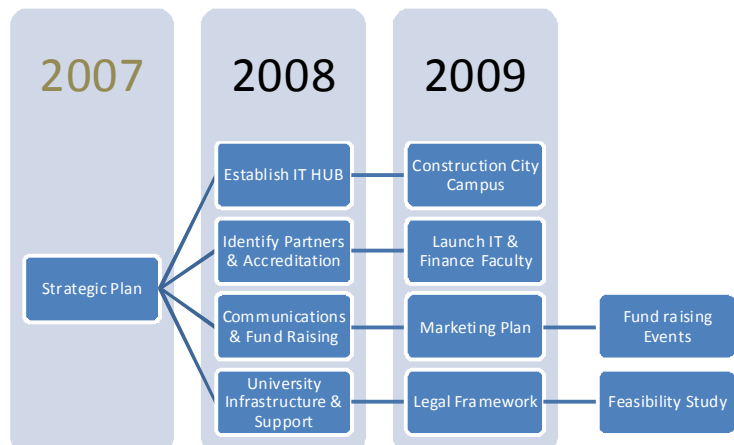 2007
2008
2009
Establish IT HUB
Construction City
Campus
Identify Partners
& Accreditation
Launch IT &
Finance Faculty
Strategic Plan
Communications
& Fund Raising
Marketing Plan
Fund raising
Events
University
Infrastructure &
Support
Legal Framework
Feasibility Study